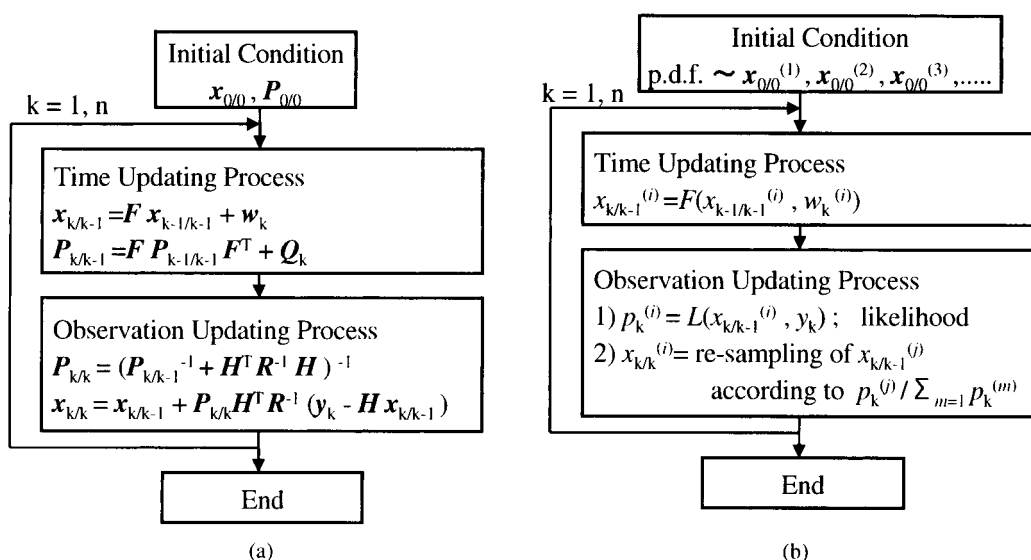 Initial Condition
x0/0 , P0/0
k = 1, n
Time Updating Process
xk/k-1 =F xk-1/k-1 + wk
Pk/k-1 =F Pk-1/k-1 F^T + Qk
Observation Updating Process
Pk/k = (Pk/k-1^-1 + H^T R^-1 H )^-1
xk/k = xk/k-1 + Pk/k H^T R^-1 (yk - H xk/k-1)
End
(a)
Initial Condition
p.d.f. ~ x0/0^(1) , x0/0^(2) , x0/0^(3) ,.....
k = 1, n
Time Updating Process
xk/k-1^(i) =F(xk-1/k-1^(i) , wk^(i))
Observation Updating Process
1) pk^(i) = L(xk/k-1^(i) , yk) ; likelihood
2) xk/k^(i) = re-sampling of xk/k-1^(j)
according to pk^(j) / Σm=1 pk^(m)
End
(b)